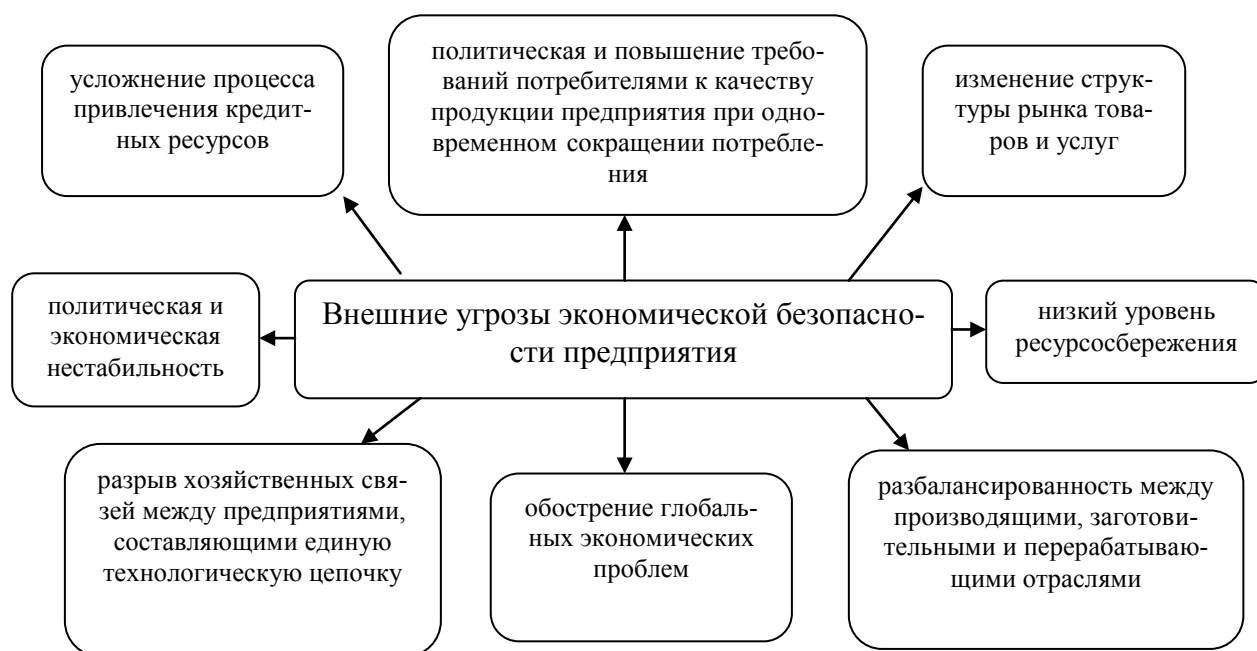 усложнение процесса
привлечения кредит-
ных ресурсов
политическая и повышение требо-
ваний потребителями к качеству
продукции предприятия при одно-
временном сокращении потребле-
ния
изменение струк-
туры рынка това-
ров и услуг
политическая и
экономическая
нестабильность
Внешние угрозы экономической безопасно-
сти предприятия
низкий уровень
ресурсосбережения
разрыв хозяйственных свя-
зей между предприятиями,
составляющими единую
технологическую цепочку
обострение глобаль-
ных экономических
проблем
разбалансированность между
производящими, заготови-
тельными и перерабатываю-
щими отраслями